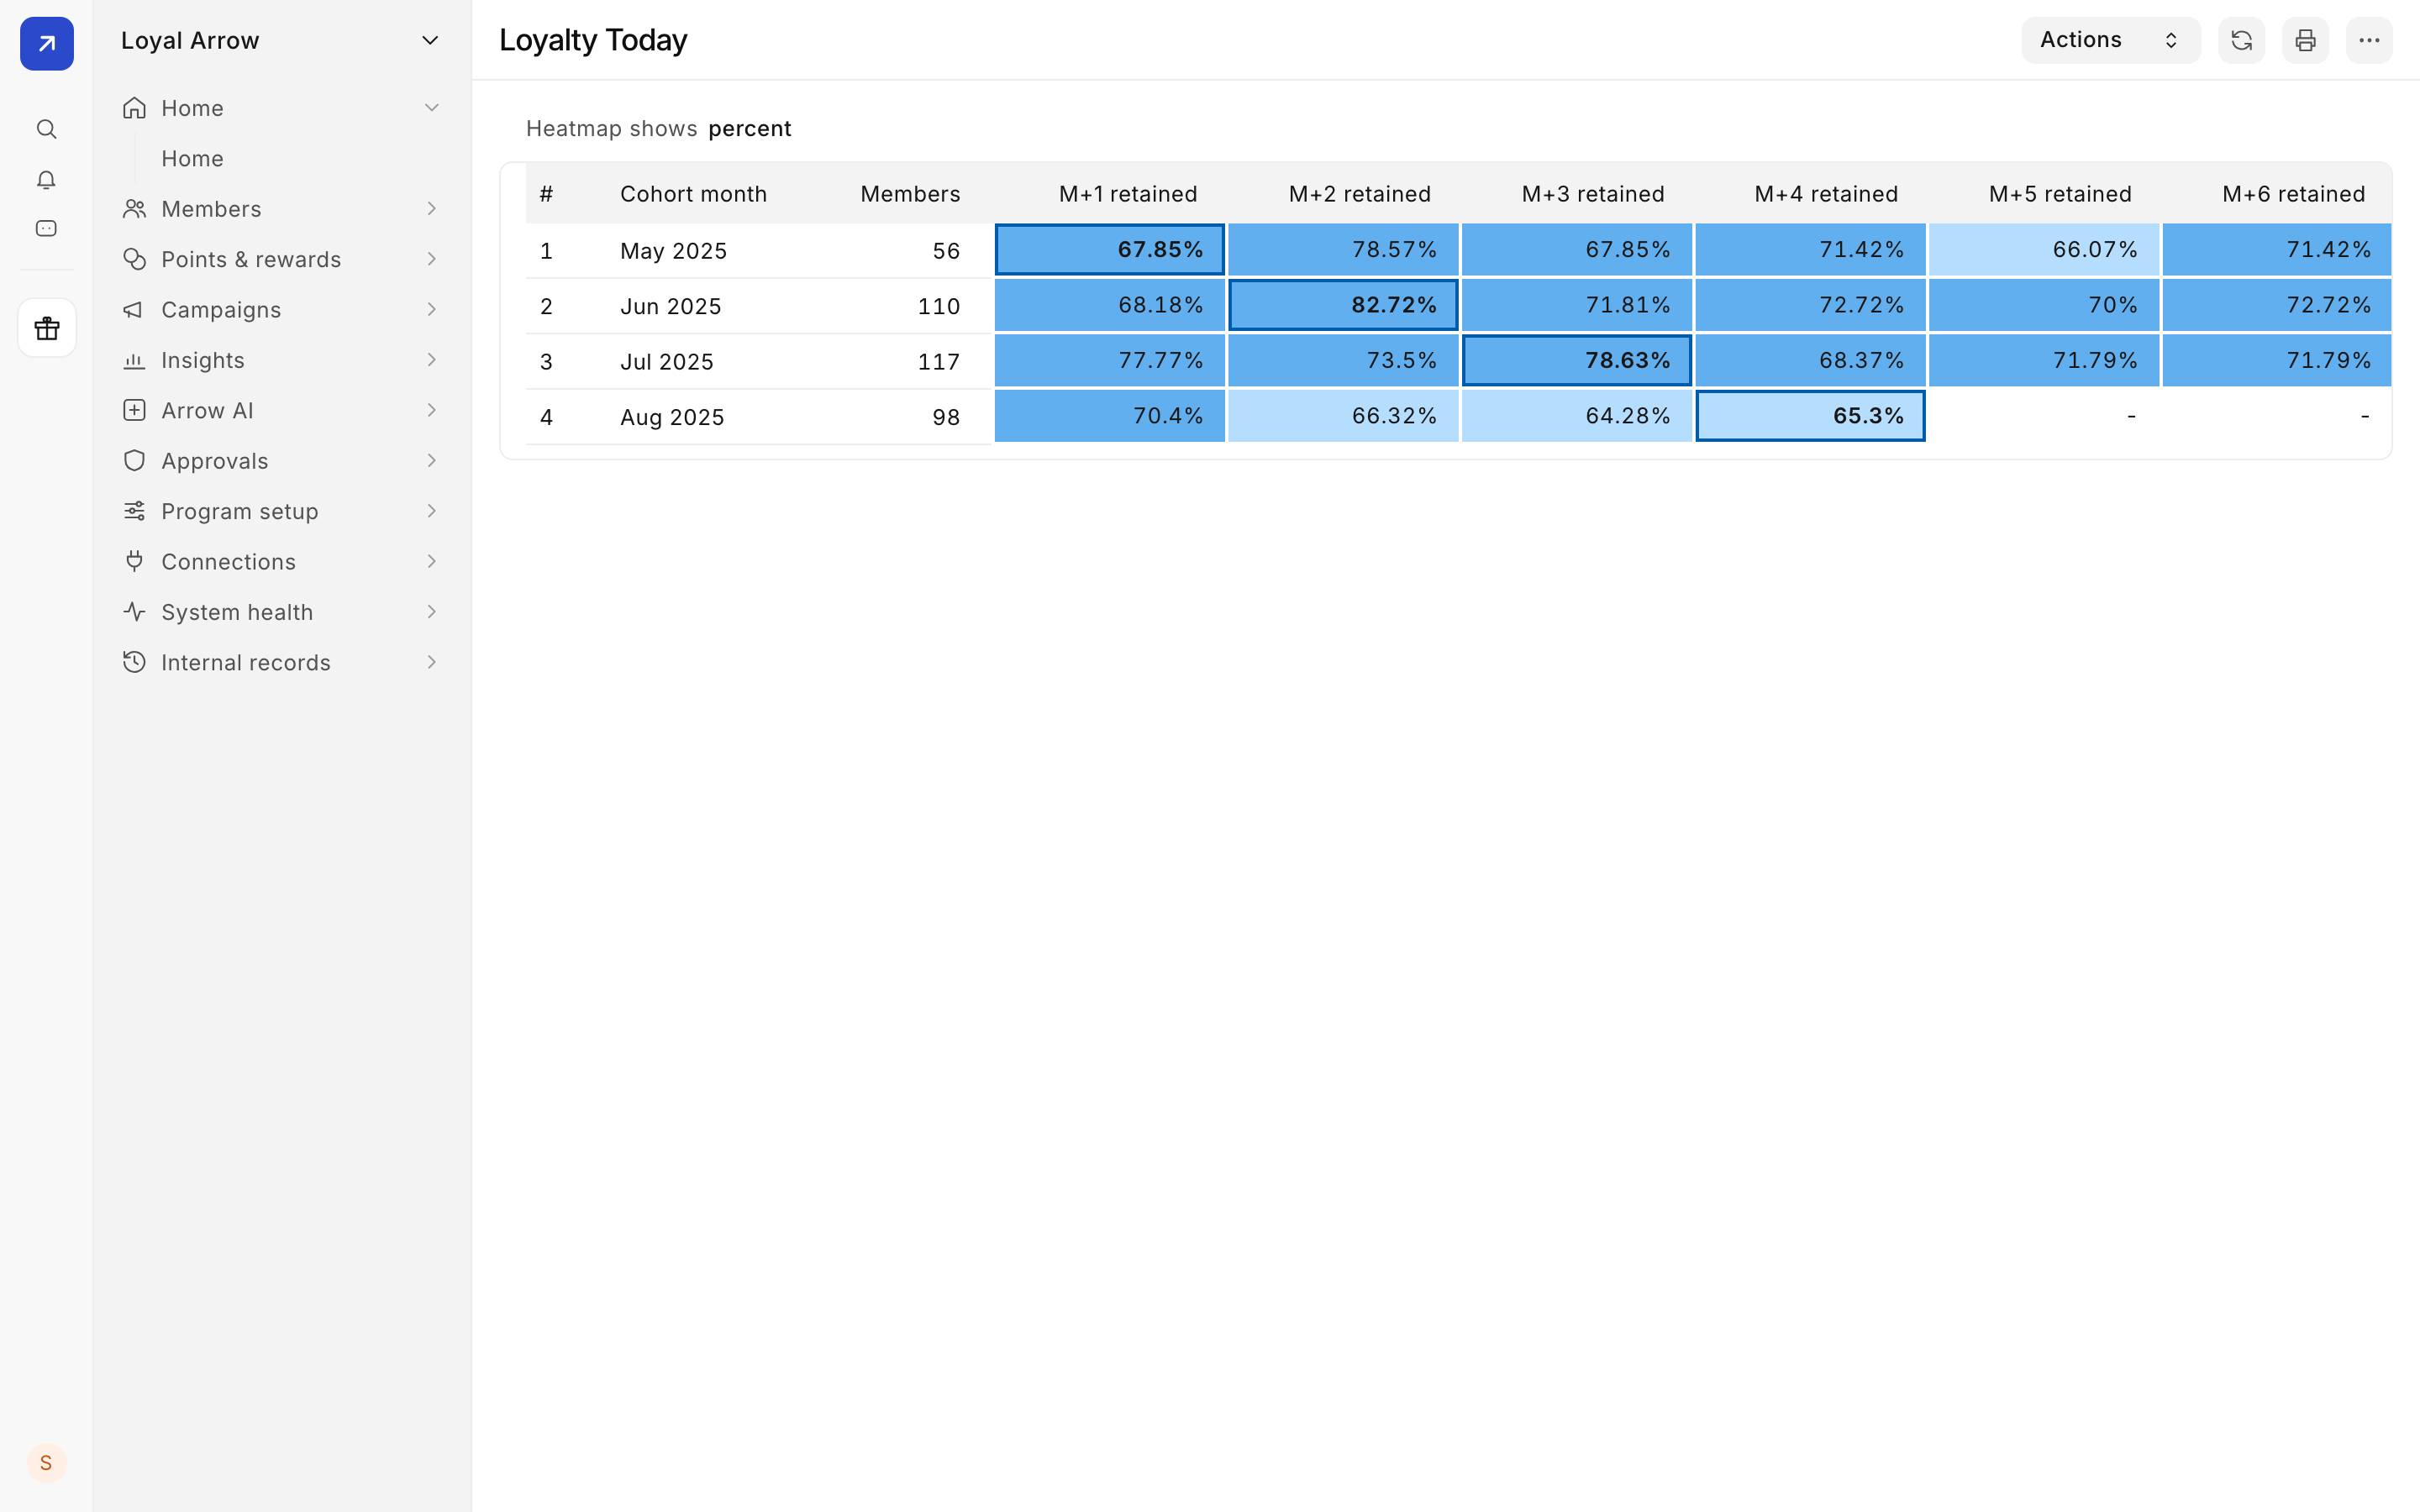 Loyal Arrow
Home
Home
Members
Points & rewards
Campaigns
Insights
Arrow AI
Approvals
Program setup
Connections
System health
Internal records
S
Loyalty Today
Actions
Heatmap shows percent
# Cohort month Members M+1 retained M+2 retained M+3 retained M+4 retained M+5 retained M+6 retained
1 May 2025 56 67.85% 78.57% 67.85% 71.42% 66.07% 71.42%
2 Jun 2025 110 68.18% 82.72% 71.81% 72.72% 70% 72.72%
3 Jul 2025 117 77.77% 73.5% 78.63% 68.37% 71.79% 71.79%
4 Aug 2025 98 70.4% 66.32% 64.28% 65.3% - -